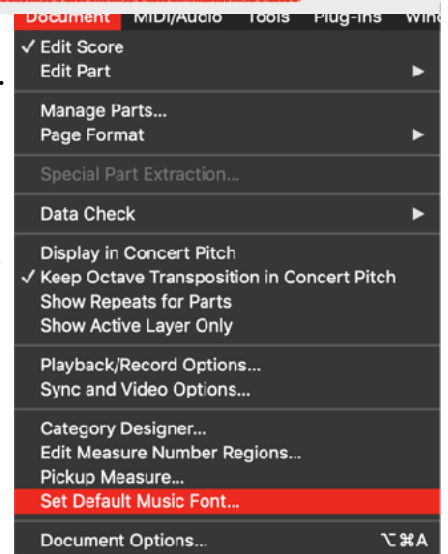 Document MIDI/Audio Tools Plug-ins
✓ Edit Score
Edit Part ▶
Manage Parts...
Page Format ▶
Special Part Extraction...
Data Check ▶
Display in Concert Pitch
✓ Keep Octave Transposition in Concert Pitch
Show Repeats for Parts
Show Active Layer Only
Playback/Record Options...
Sync and Video Options...
Category Designer...
Edit Measure Number Regions...
Pickup Measure...
Set Default Music Font...
Document Options... ⌥⌘A